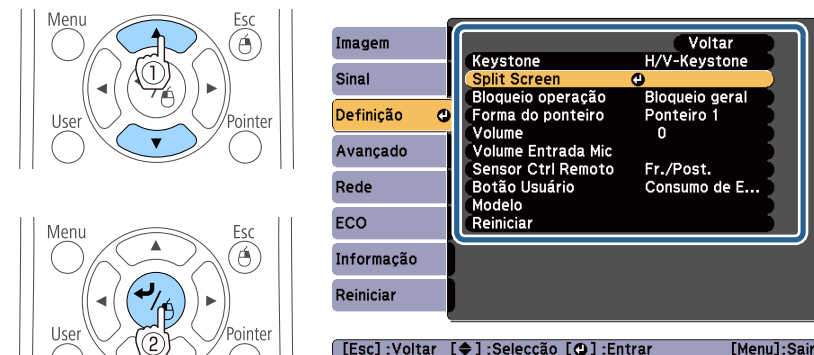 Menu Esc
1
User Pointer
Menu Esc
User Pointer
2
Imagem
Sinal
Definição
Avançado
Rede
ECO
Informação
Reiniciar
Voltar
Keystone H/V-Keystone
Split Screen
Bloqueio operação Bloqueio geral
Forma do ponteiro Ponteiro 1
Volume 0
Volume Entrada Mic
Sensor Ctrl Remoto Fr./Post.
Botão Usuário Consumo de E...
Modelo
Reiniciar
[Esc] :Voltar [◆] :Selecção [⏎] :Entrar [Menu]:Sair